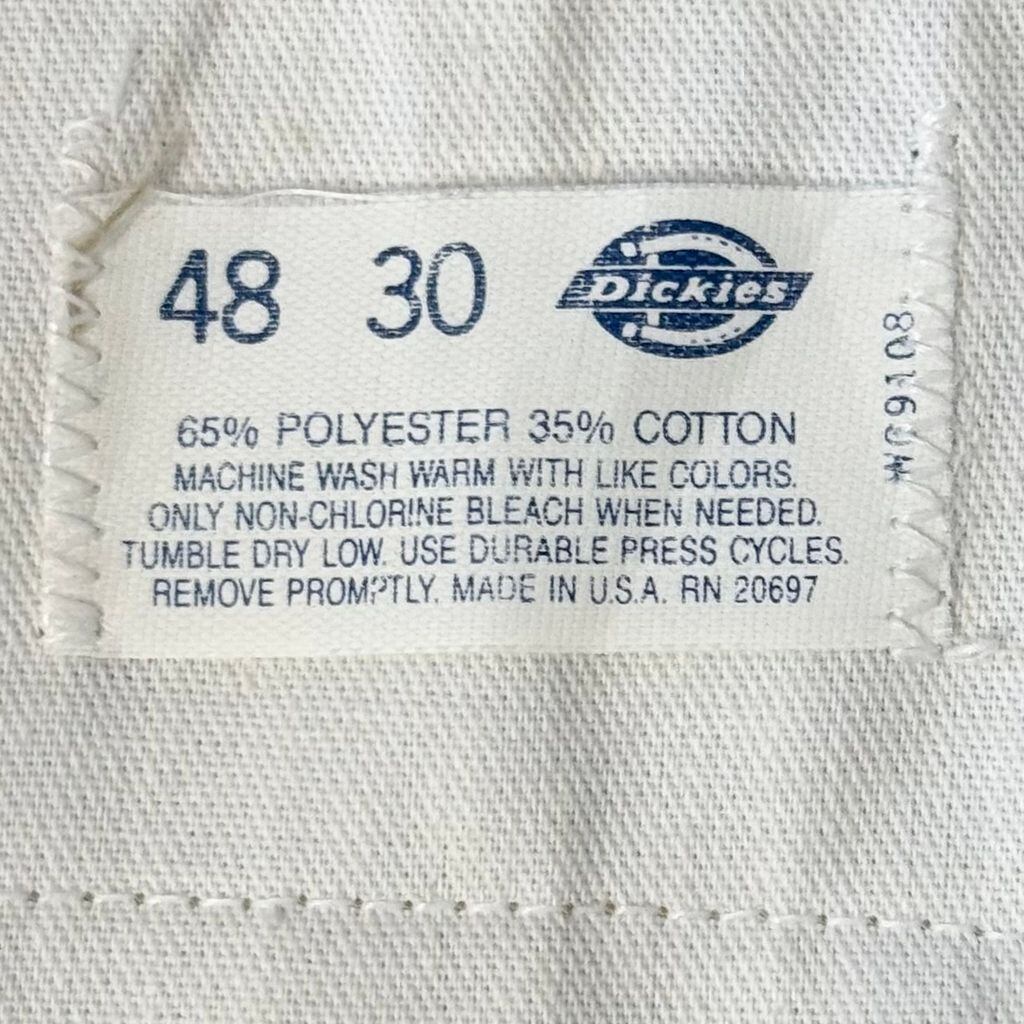 48 30 Dickies
65% POLYESTER 35% COTTON
MACHINE WASH WARM WITH LIKE COLORS.
ONLY NON-CHLORINE BLEACH WHEN NEEDED.
TUMBLE DRY LOW. USE DURABLE PRESS CYCLES.
REMOVE PROMPTLY. MADE IN U.S.A. RN 20697